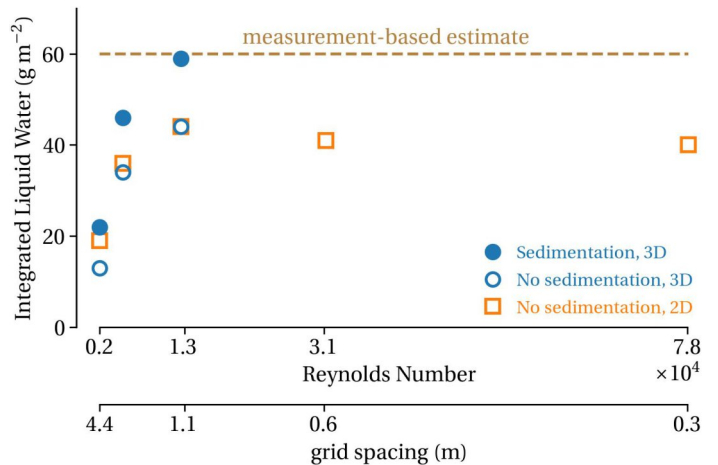 measurement-based estimate
Integrated Liquid Water (g m⁻²)
60
40
20
0
Sedimentation, 3D
No sedimentation, 3D
No sedimentation, 2D
0.2 1.3 3.1 7.8
Reynolds Number ×10⁴
4.4 1.1 0.6 0.3
grid spacing (m)